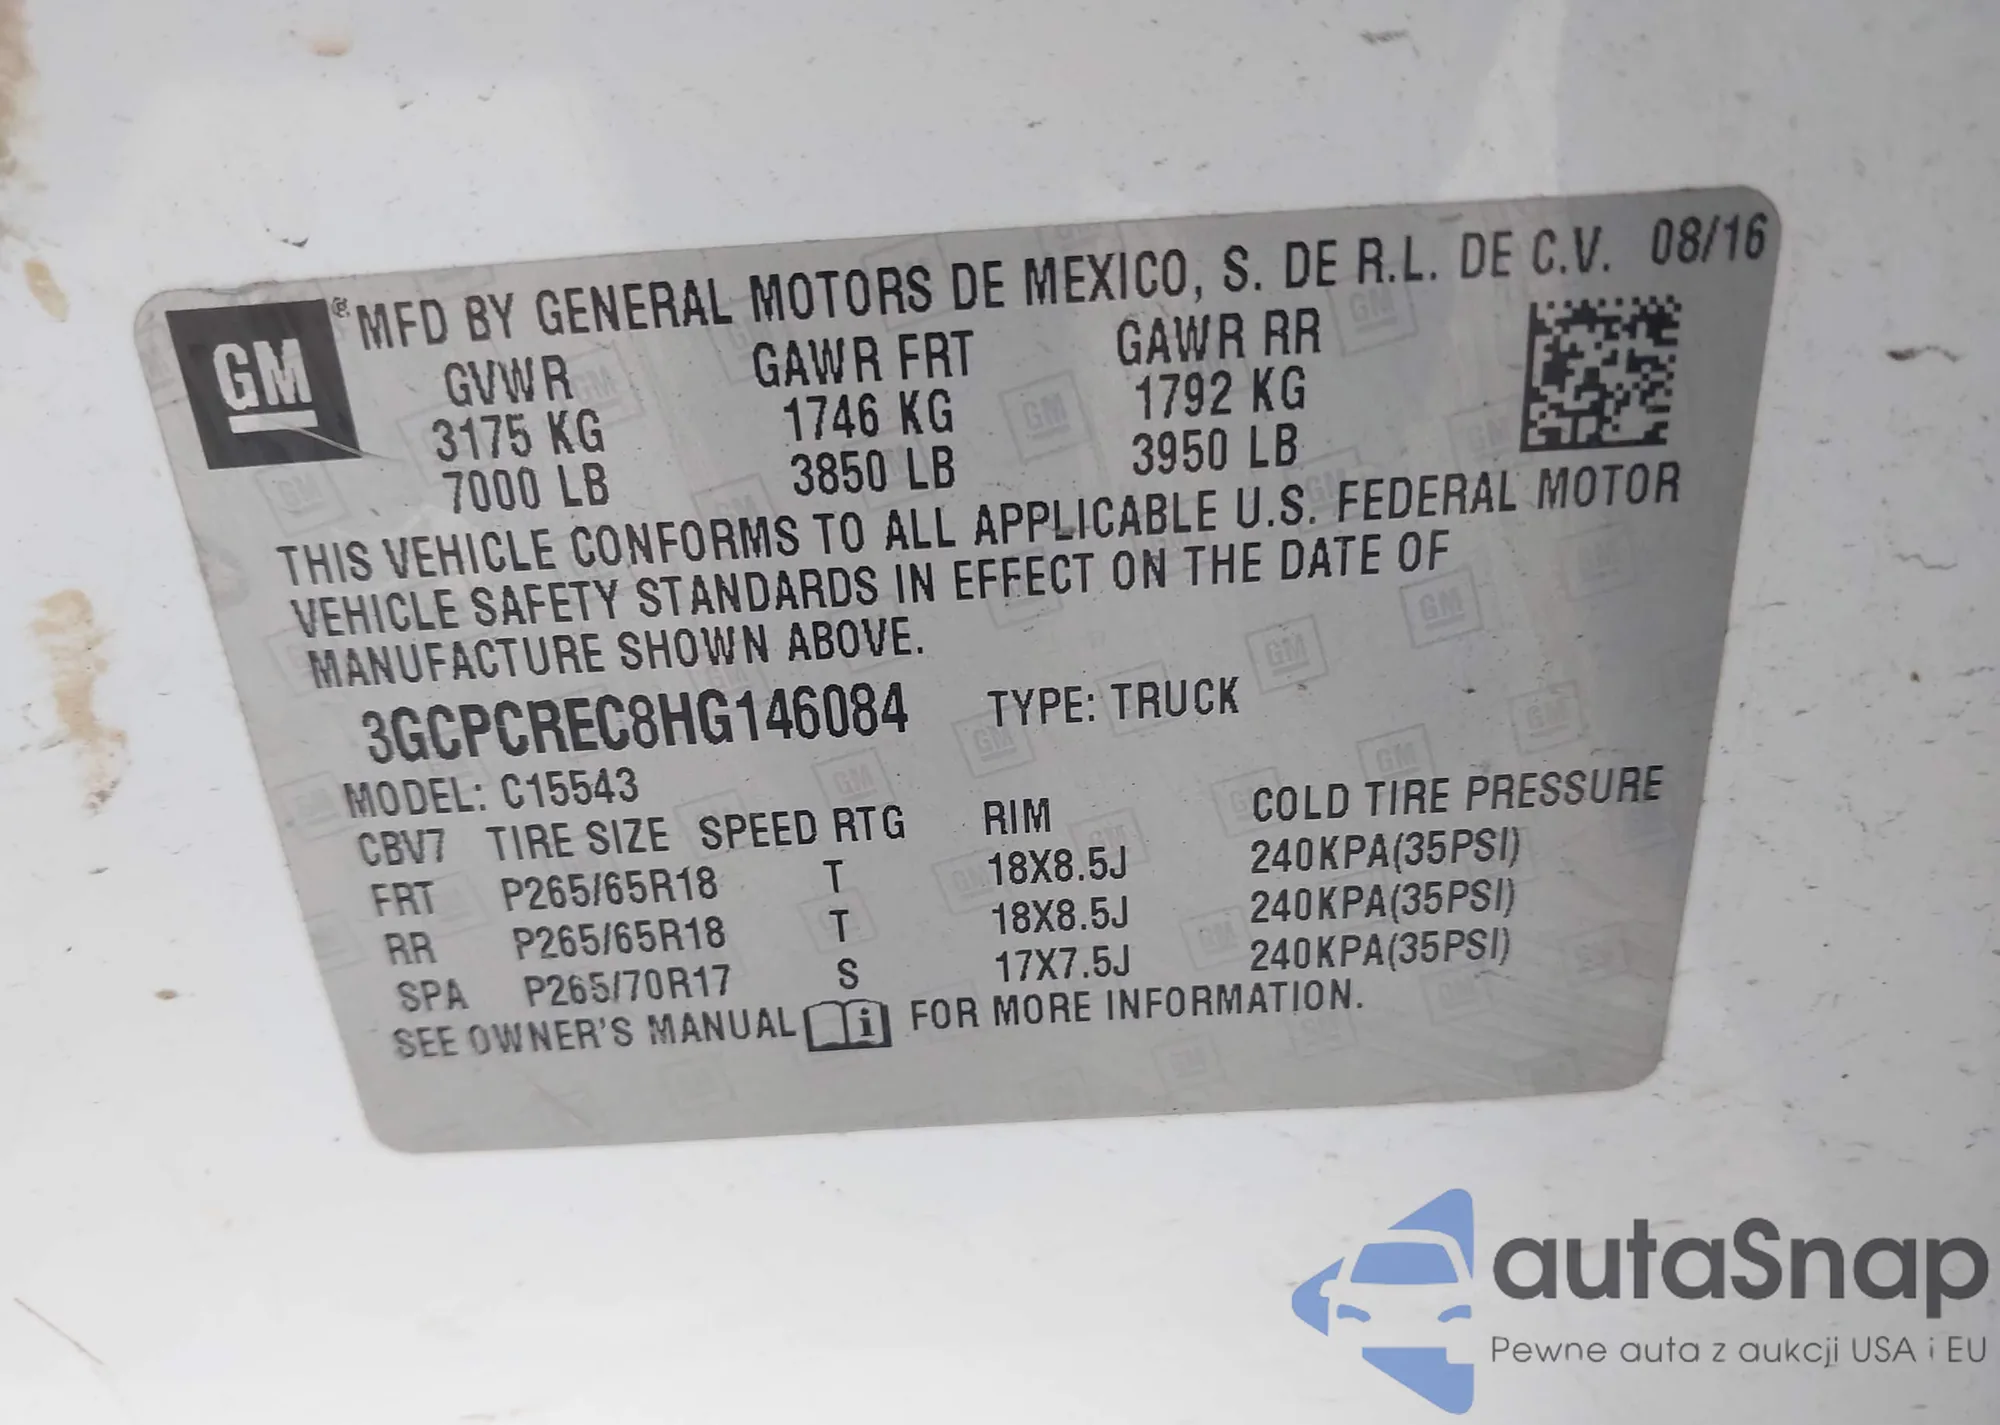 GM
® MFD BY GENERAL MOTORS DE MEXICO, S. DE R.L. DE C.V. 08/16
GVWR GAWR FRT GAWR RR
3175 KG 1746 KG 1792 KG
7000 LB 3850 LB 3950 LB
THIS VEHICLE CONFORMS TO ALL APPLICABLE U.S. FEDERAL MOTOR
VEHICLE SAFETY STANDARDS IN EFFECT ON THE DATE OF
MANUFACTURE SHOWN ABOVE.
3GCPCREC8HG146084 TYPE: TRUCK
MODEL: C15543
CBV7 TIRE SIZE SPEED RTG RIM COLD TIRE PRESSURE
FRT P265/65R18 T 18X8.5J 240KPA(35PSI)
RR P265/65R18 T 18X8.5J 240KPA(35PSI)
SPA P265/70R17 S 17X7.5J 240KPA(35PSI)
SEE OWNER'S MANUAL i FOR MORE INFORMATION.
autaSnap
Pewne auta z aukcji USA i EU